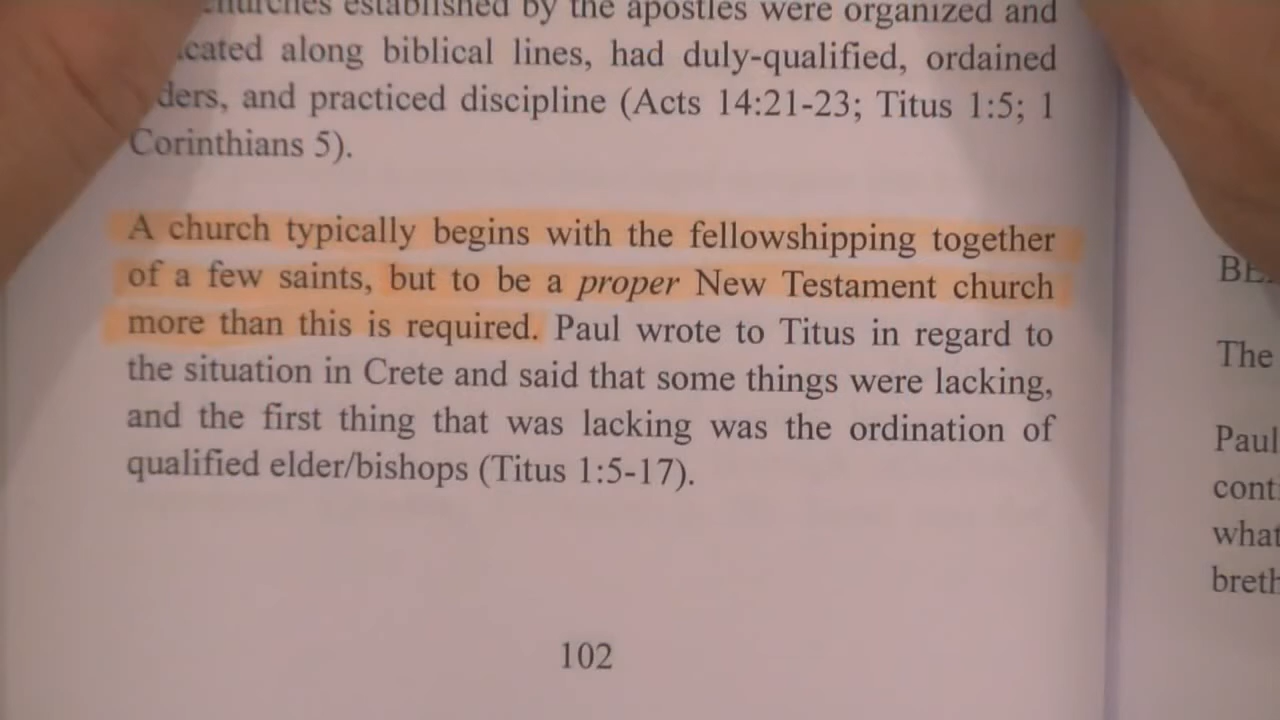 churches established by the apostles were organized and
cated along biblical lines, had duly-qualified, ordained
ders, and practiced discipline (Acts 14:21-23; Titus 1:5; 1
Corinthians 5).
A church typically begins with the fellowshipping together
of a few saints, but to be a proper New Testament church
more than this is required. Paul wrote to Titus in regard to
the situation in Crete and said that some things were lacking,
and the first thing that was lacking was the ordination of
qualified elder/bishops (Titus 1:5-17).
102
The
Paul
cont
what
breth